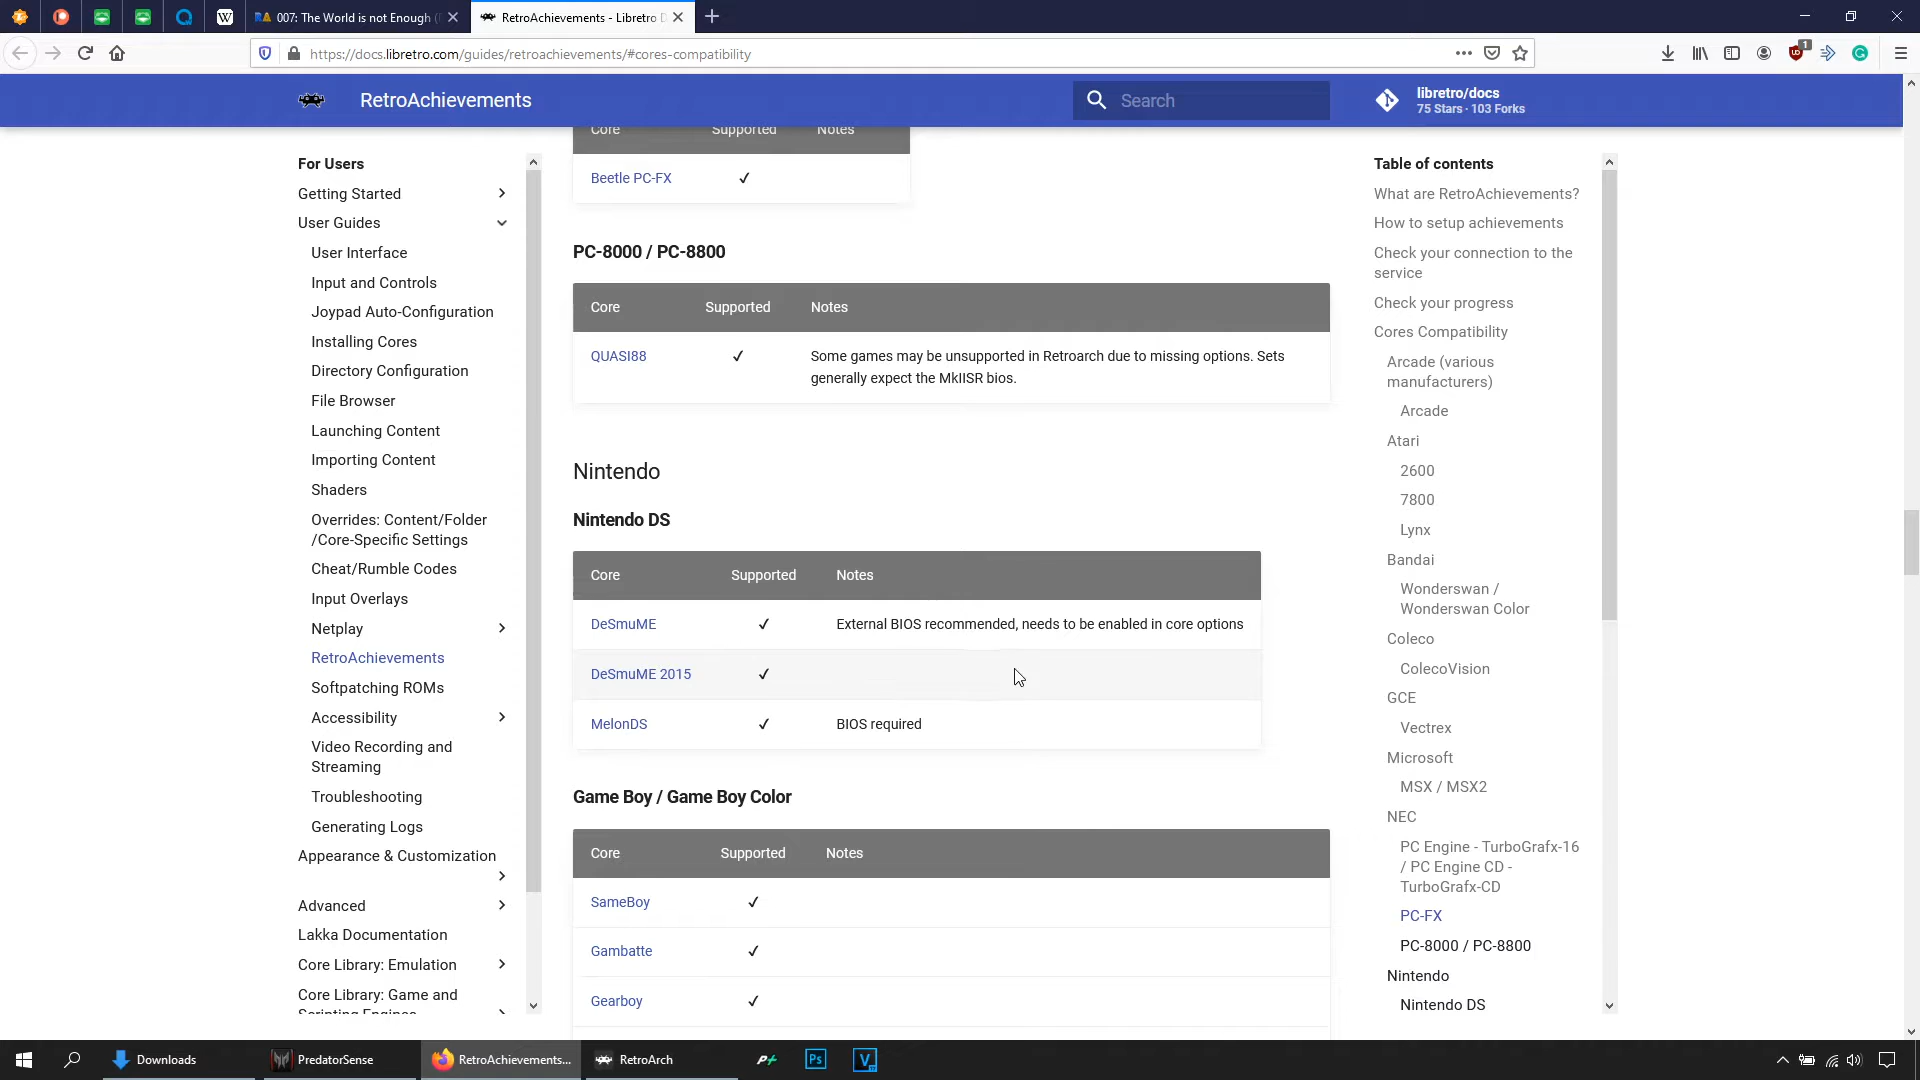 007: The World is not Enough (
RetroAchievements - Libretro D
https://docs.libretro.com/guides/retroachievements/#cores-compatibility
1
RetroAchievements
Search
libretro/docs
75 Stars · 103 Forks
For Users
Getting Started
User Guides
User Interface
Input and Controls
Joypad Auto-Configuration
Installing Cores
Directory Configuration
File Browser
Launching Content
Importing Content
Shaders
Overrides: Content/Folder
/Core-Specific Settings
Cheat/Rumble Codes
Input Overlays
Netplay
RetroAchievements
Softpatching ROMs
Accessibility
Video Recording and
Streaming
Troubleshooting
Generating Logs
Appearance & Customization
Advanced
Lakka Documentation
Core Library: Emulation
Core Library: Game and
Scripting Engines
Core Supported Notes
Beetle PC-FX ✓
PC-8000 / PC-8800
Core Supported Notes
QUASI88 ✓ Some games may be unsupported in Retroarch due to missing options. Sets
generally expect the MkIISR bios.
Nintendo
Nintendo DS
Core Supported Notes
DeSmuME ✓ External BIOS recommended, needs to be enabled in core options
DeSmuME 2015 ✓
MelonDS ✓ BIOS required
Game Boy / Game Boy Color
Core Supported Notes
SameBoy ✓
Gambatte ✓
Gearboy ✓
Table of contents
What are RetroAchievements?
How to setup achievements
Check your connection to the
service
Check your progress
Cores Compatibility
Arcade (various
manufacturers)
Arcade
Atari
2600
7800
Lynx
Bandai
Wonderswan /
Wonderswan Color
Coleco
ColecoVision
GCE
Vectrex
Microsoft
MSX / MSX2
NEC
PC Engine - TurboGrafx-16
/ PC Engine CD -
TurboGrafx-CD
PC-FX
PC-8000 / PC-8800
Nintendo
Nintendo DS
Downloads
PredatorSense
RetroAchievements...
RetroArch
Ps
V